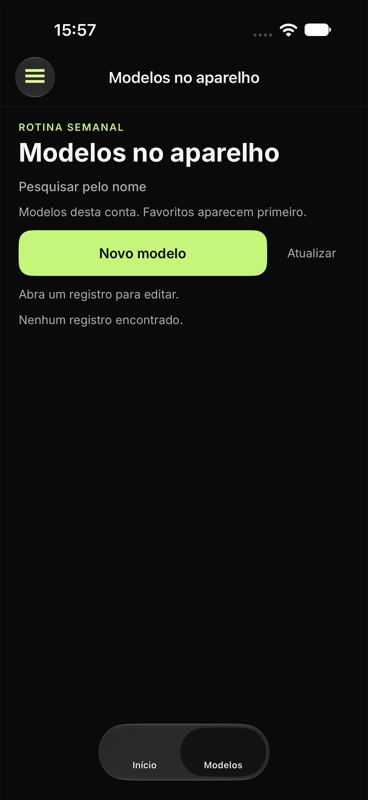 15:57
Modelos no aparelho
ROTINA SEMANAL
Modelos no aparelho
Pesquisar pelo nome
Modelos desta conta. Favoritos aparecem primeiro.
Novo modelo
Atualizar
Abra um registro para editar.
Nenhum registro encontrado.
Início
Modelos